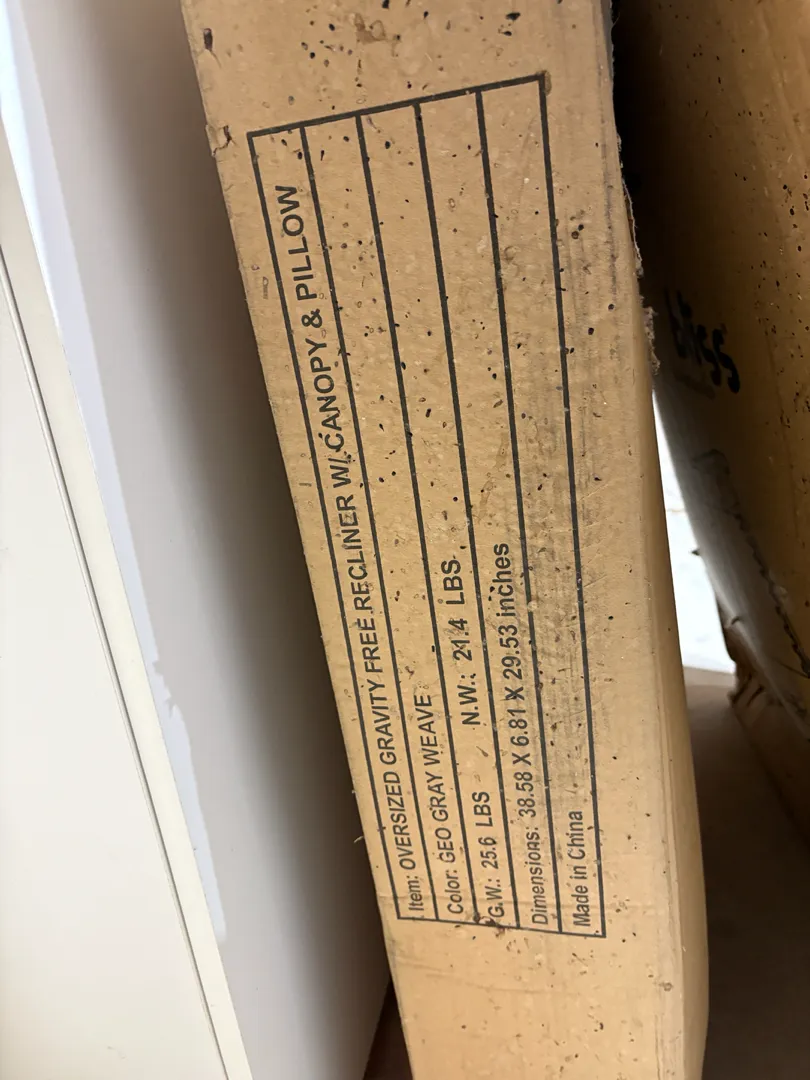 Item: OVERSIZED GRAVITY FREE RECLINER W/ CANOPY & PILLOW
Color: GEO GRAY WEAVE
G.W.: 25.6 LBS N.W.: 21.4 LBS
Dimensions: 38.58 X 6.81 X 29.53 inches
Made in China
bliss